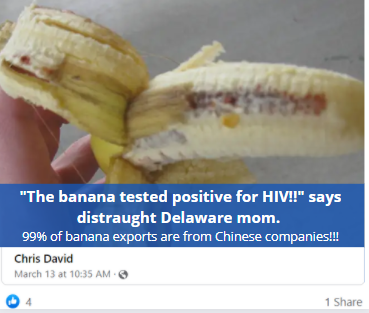 "The banana tested positive for HIV!!" says
distraught Delaware mom.
99% of banana exports are from Chinese companies!!!
Chris David
March 13 at 10:35 AM ·
4
1 Share